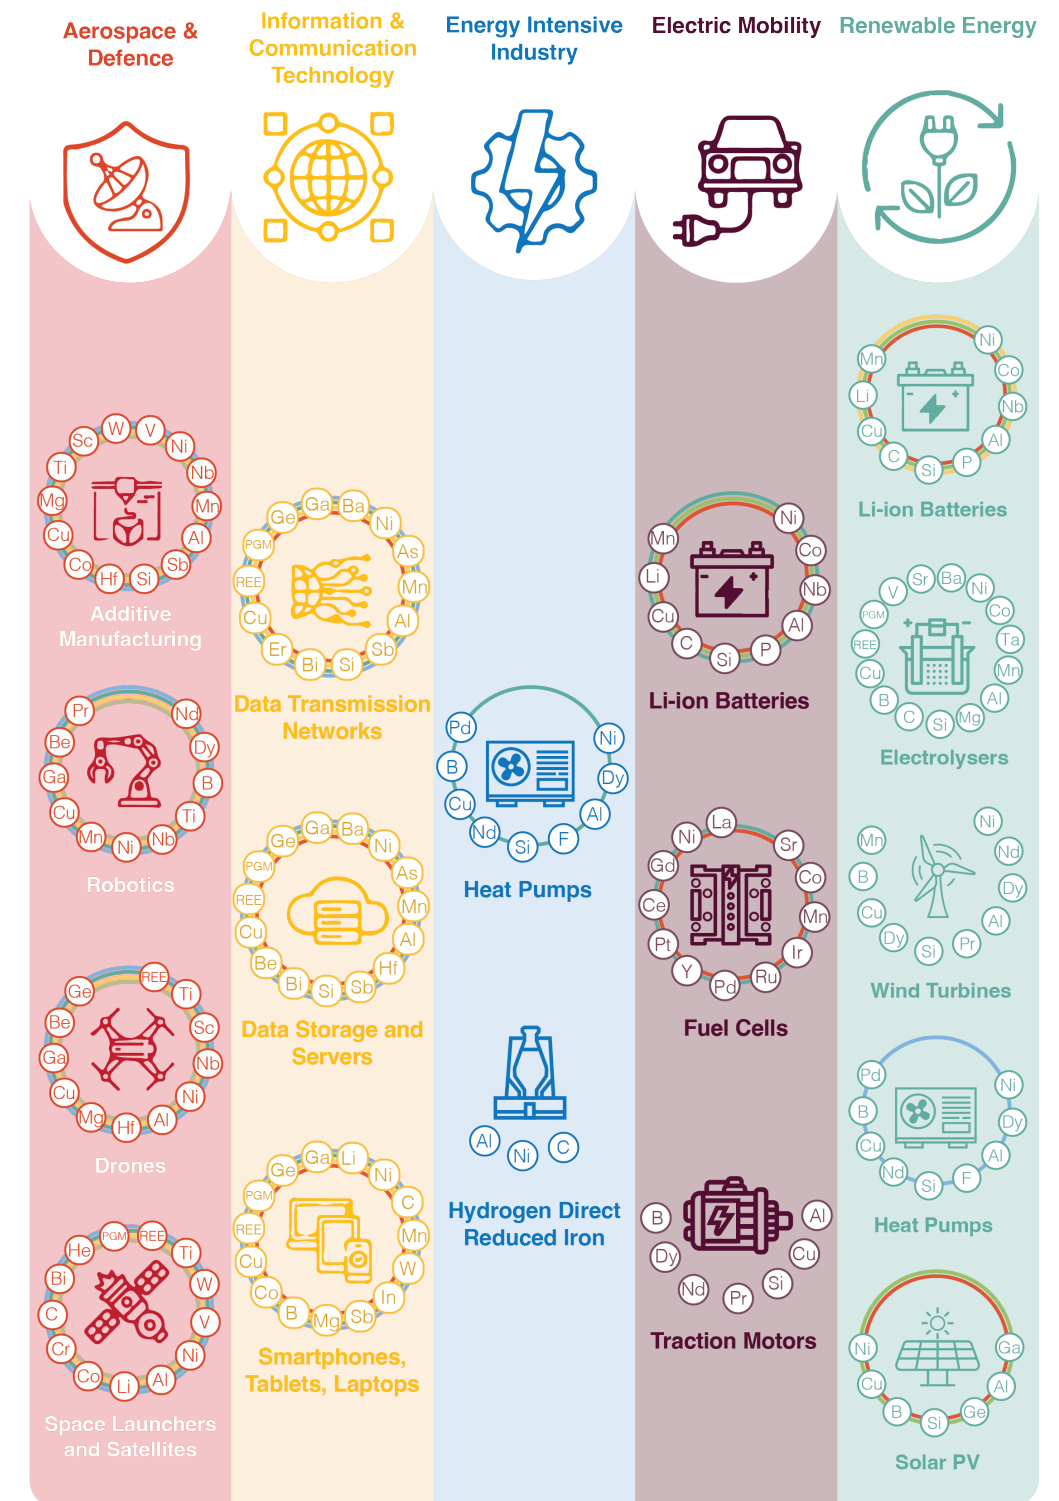 Aerospace &
Defence
Information &
Communication
Technology
Energy Intensive
Industry
Electric Mobility
Renewable Energy
W
V
Sc
Ni
Ti
Nb
Mg
Mn
Cu
Al
Co
Hf
Si
Sb
Additive
Manufacturing
Pr
Nd
Be
Dy
Ga
B
Cu
Ti
Mn
Ni
Nb
Robotics
Ge
REE
Ti
Be
Sc
Ga
Nb
Cu
Ni
Mg
Hf
Al
Drones
He
PGM
REE
Ti
Bi
W
C
V
Cr
Ni
Co
Li
Al
Space Launchers
and Satellites
Ge
Ga
Ba
Ni
PGM
As
REE
Mn
Cu
Al
Er
Bi
Si
Sb
Data Transmission
Networks
Ge
Ga
Ba
Ni
PGM
As
REE
Mn
Cu
Al
Be
Bi
Si
Sb
Hf
Data Storage and
Servers
Ge
Ga
Li
Ni
PGM
C
REE
Mn
Cu
W
Co
B
Mg
Sb
In
Smartphones,
Tablets, Laptops
Pd
Ni
B
Dy
Cu
Al
Nd
Si
F
Heat Pumps
Al
Ni
C
Hydrogen Direct
Reduced Iron
Mn
Ni
Co
Li
Nb
Cu
Al
C
Si
P
Li-ion Batteries
La
Ni
Sr
Gd
Co
Ce
Mn
Pt
Ir
Y
Pd
Ru
Fuel Cells
B
Al
Dy
Cu
Nd
Pr
Si
Traction Motors
Mn
Ni
Co
Li
Nb
Cu
Al
C
Si
P
Li-ion Batteries
V
Sr
Ba
Ni
PGM
Co
REE
Ta
Cu
Mn
B
Al
C
Si
Mg
Electrolysers
Mn
Ni
B
Nd
Cu
Dy
Dy
Al
Si
Pr
Wind Turbines
Pd
Ni
B
Dy
Cu
Al
Nd
Si
F
Heat Pumps
Ni
Ga
Cu
Al
B
Si
Ge
Solar PV